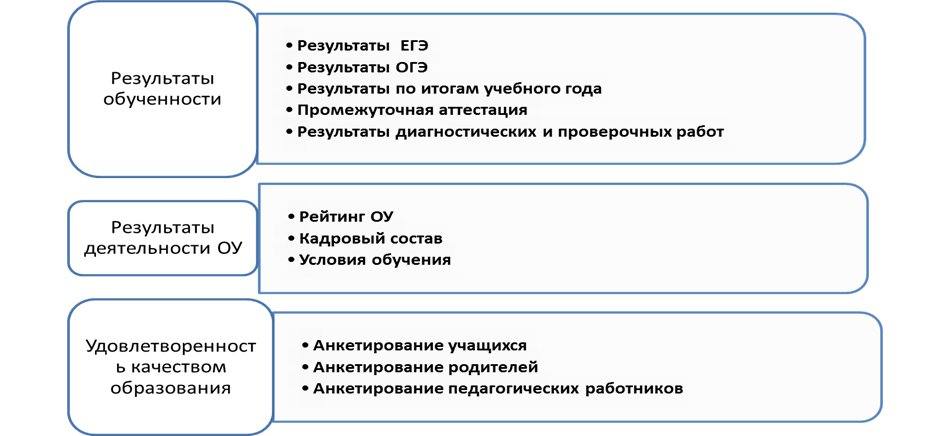 Результаты
обученности
• Результаты  ЕГЭ
• Результаты ОГЭ
• Результаты по итогам учебного года
• Промежуточная аттестация
• Результаты диагностических и проверочных работ
Результаты
деятельности ОУ
• Рейтинг ОУ
• Кадровый состав
• Условия обучения
Удовлетворенност
ь качеством
образования
• Анкетирование учащихся
• Анкетирование родителей
• Анкетирование педагогических работников